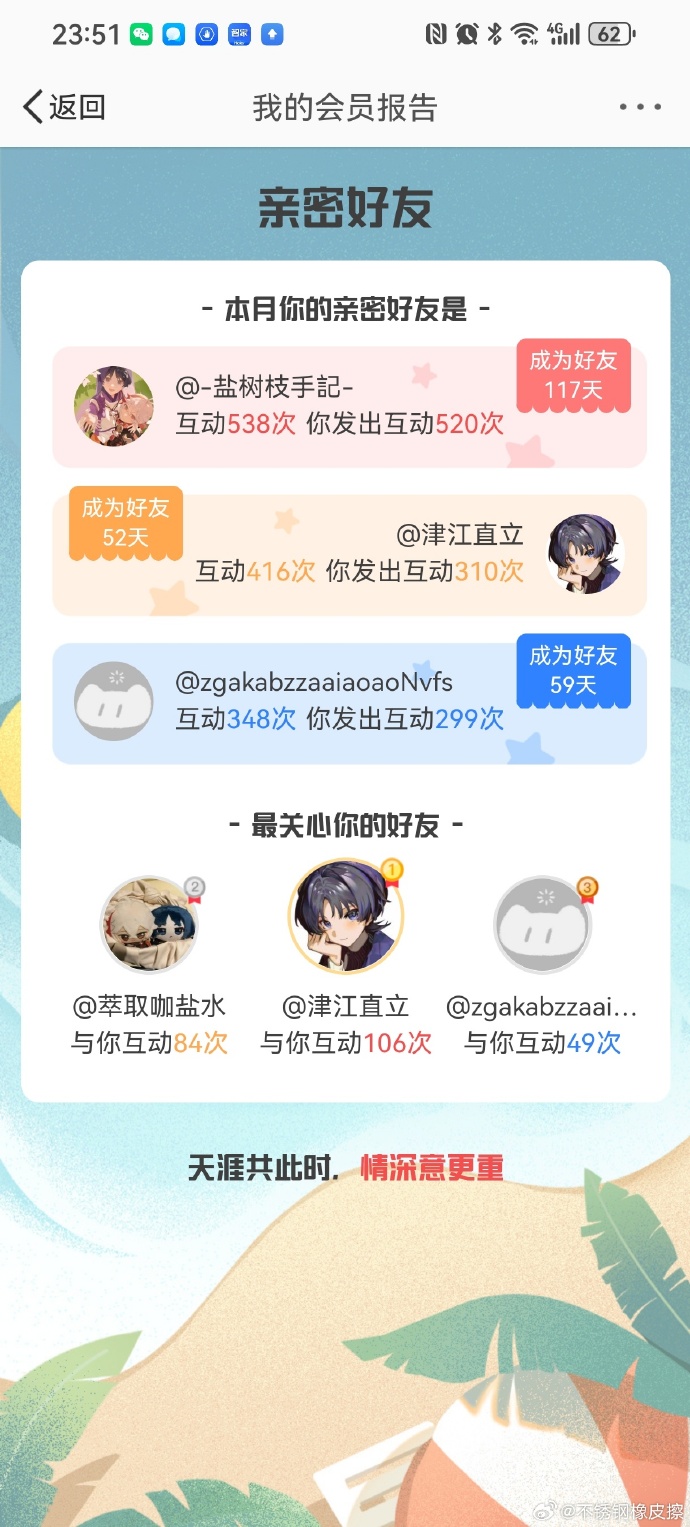 23:51
4G
62
返回
我的会员报告
亲密好友
- 本月你的亲密好友是 -
@-盐树枝手記-
互动538次 你发出互动520次
成为好友
117天
成为好友
52天
@津江直立
互动416次 你发出互动310次
@zgakabzzaaiaoaoNvfs
互动348次 你发出互动299次
成为好友
59天
- 最关心你的好友 -
2
1
3
@萃取咖盐水
@津江直立
@zgakabzzaai...
与你互动84次
与你互动106次
与你互动49次
天涯共此时, 情深意更重
@不锈钢橡皮擦